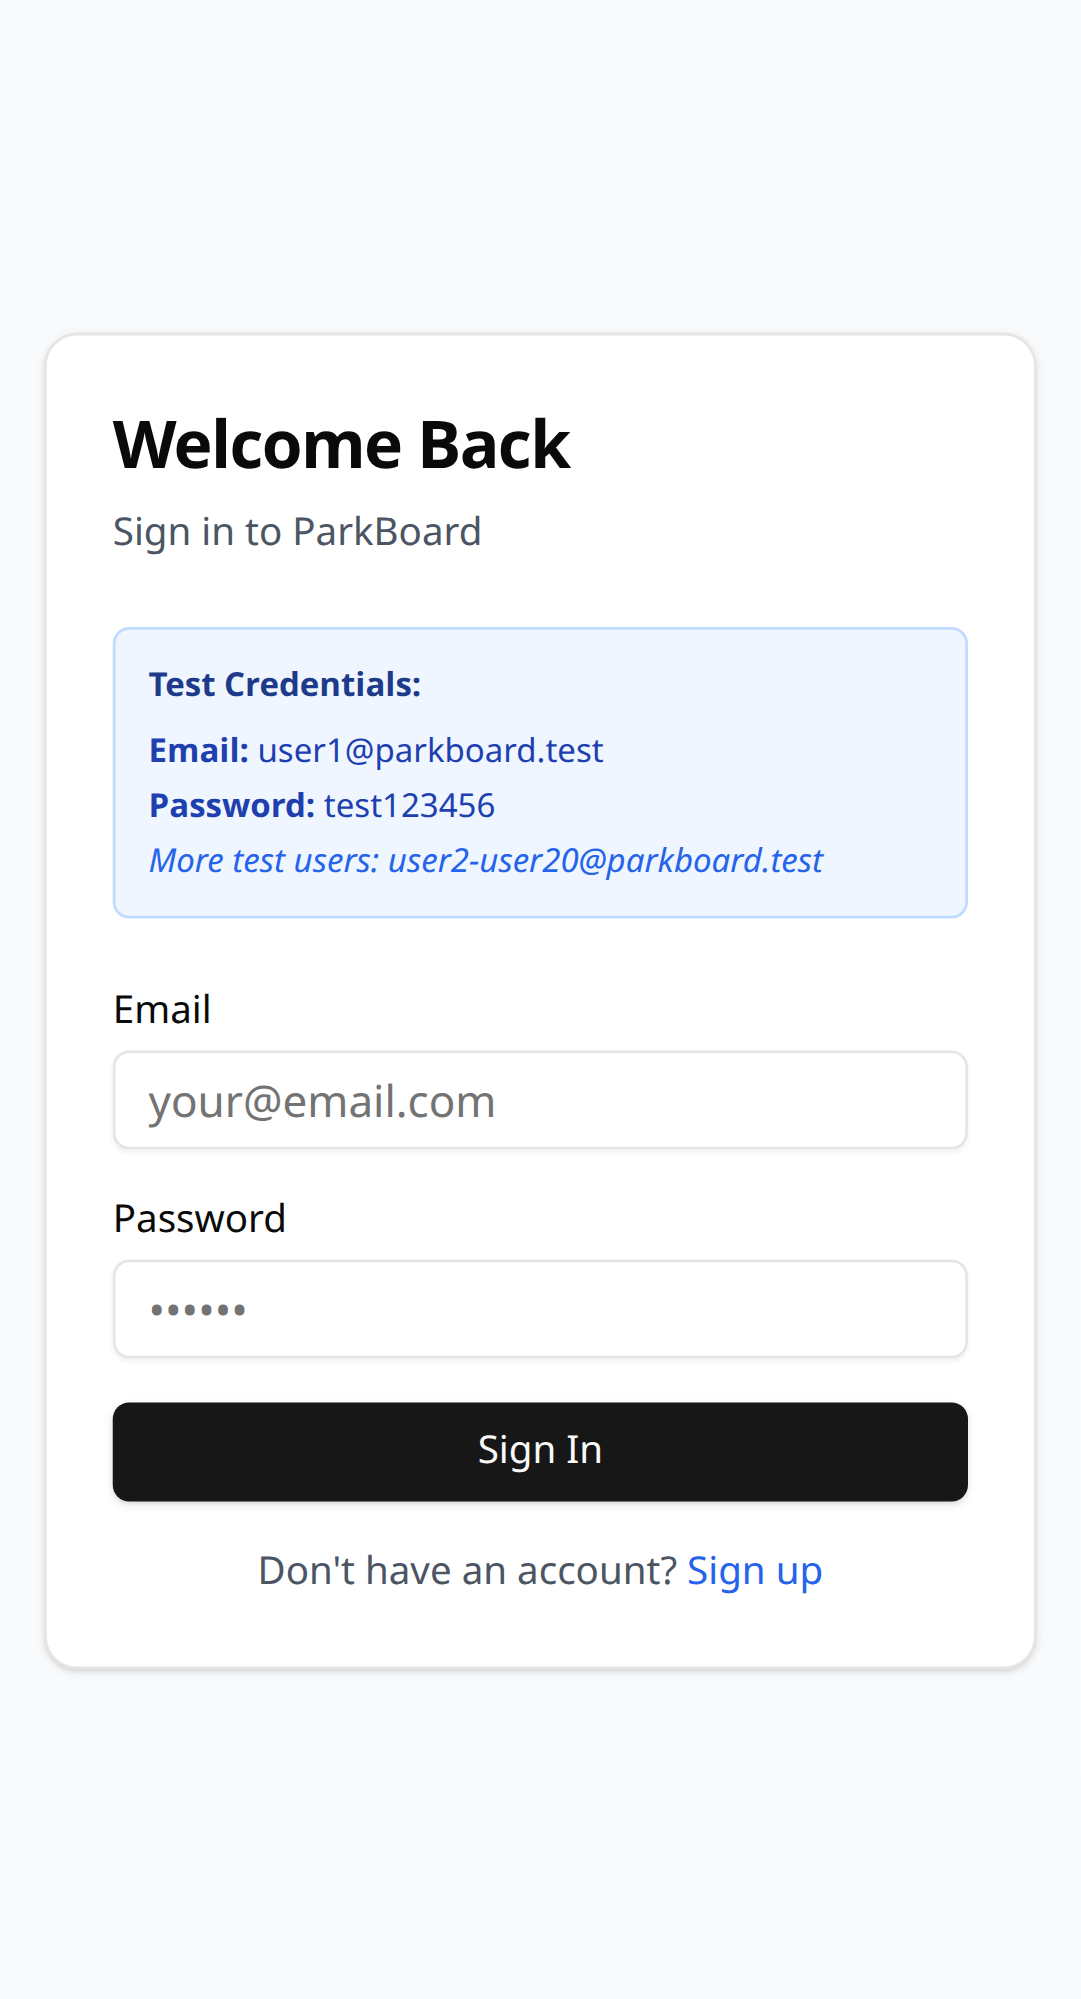 Welcome Back
Sign in to ParkBoard
Test Credentials:
Email: user1@parkboard.test
Password: test123456
More test users: user2-user20@parkboard.test
Email
your@email.com
Password
••••••
Sign In
Don't have an account? Sign up